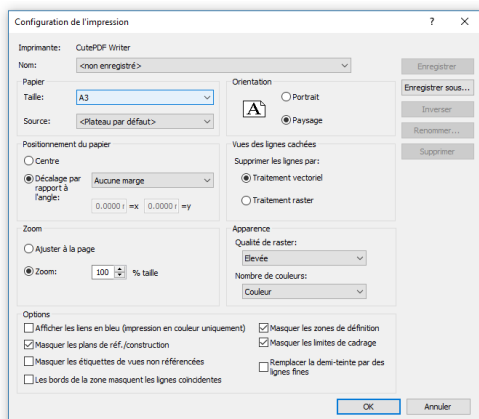 Configuration de l'impression
? ×
Imprimante: CutePDF Writer
Nom: <non enregistré>
Enregistrer
Papier
Taille: A3
Source: <Plateau par défaut>
Orientation
A
Portrait
Paysage
Enregistrer sous...
Inverser
Renommer...
Supprimer
Positionnement du papier
Centre
Décalage par rapport à l'angle:
Aucune marge
0.0000 r =x 0.0000 r =y
Vues des lignes cachées
Supprimer les lignes par:
Traitement vectoriel
Traitement raster
Zoom
Ajuster à la page
Zoom: 100 % taille
Apparence
Qualité de raster:
Elevée
Nombre de couleurs:
Couleur
Options
Afficher les liens en bleu (impression en couleur uniquement)
Masquer les plans de réf./construction
Masquer les étiquettes de vues non référencées
Les bords de la zone masquent les lignes coïncidentes
Masquer les zones de définition
Masquer les limites de cadrage
Remplacer la demi-teinte par des lignes fines
OK
Annuler